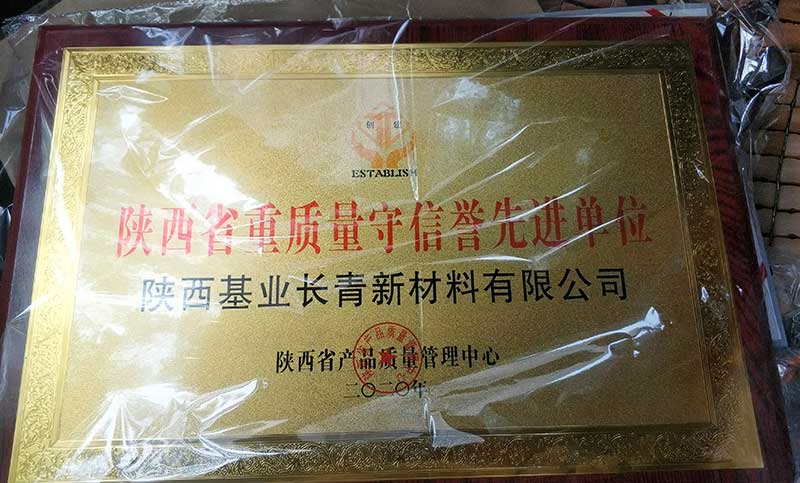 创 建
ESTABLISH
陕西省重质量守信誉先进单位
陕西基业长青新材料有限公司
陕西省产品质量管理中心
二〇二〇年